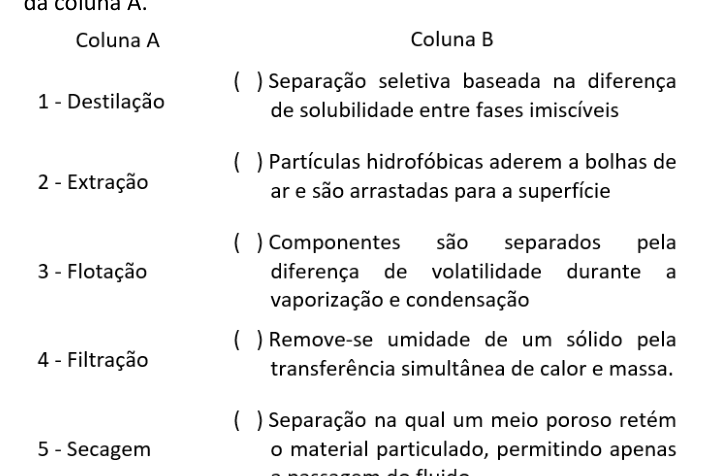 da coluna A.
Coluna A Coluna B
( ) Separação seletiva baseada na diferença
1 - Destilação
de solubilidade entre fases imiscíveis
( ) Partículas hidrofóbicas aderem a bolhas de
2 - Extração
ar e são arrastadas para a superfície
( ) Componentes são separados pela
3 - Flotação diferença de volatilidade durante a
vaporização e condensação
( ) Remove-se umidade de um sólido pela
4 - Filtração
transferência simultânea de calor e massa.
( ) Separação na qual um meio poroso retém
5 - Secagem o material particulado, permitindo apenas
a passagem do fluido